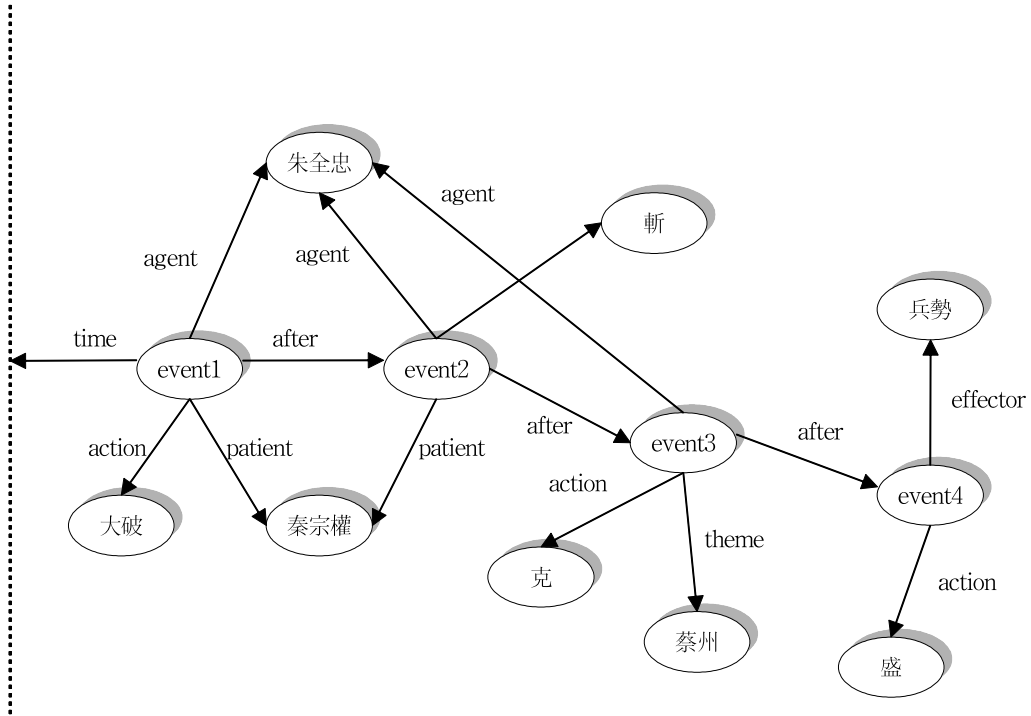 朱全忠
agent
斬
agent
agent
兵勢
time
after
event1
event2
effector
after
event3
after
action
patient
patient
action
event4
大破
秦宗權
theme
克
action
蔡州
盛